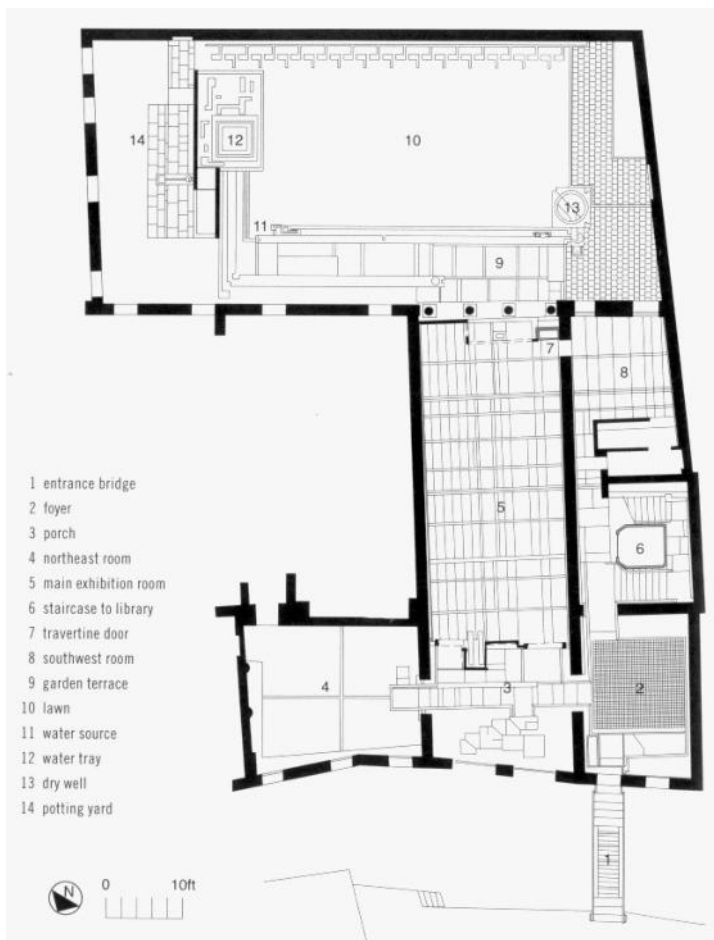 14
12
10
13
11
9
7
8
5
6
4
3
2
1
1 entrance bridge
2 foyer
3 porch
4 northeast room
5 main exhibition room
6 staircase to library
7 travertine door
8 southwest room
9 garden terrace
10 lawn
11 water source
12 water tray
13 dry well
14 potting yard
N
0 10ft